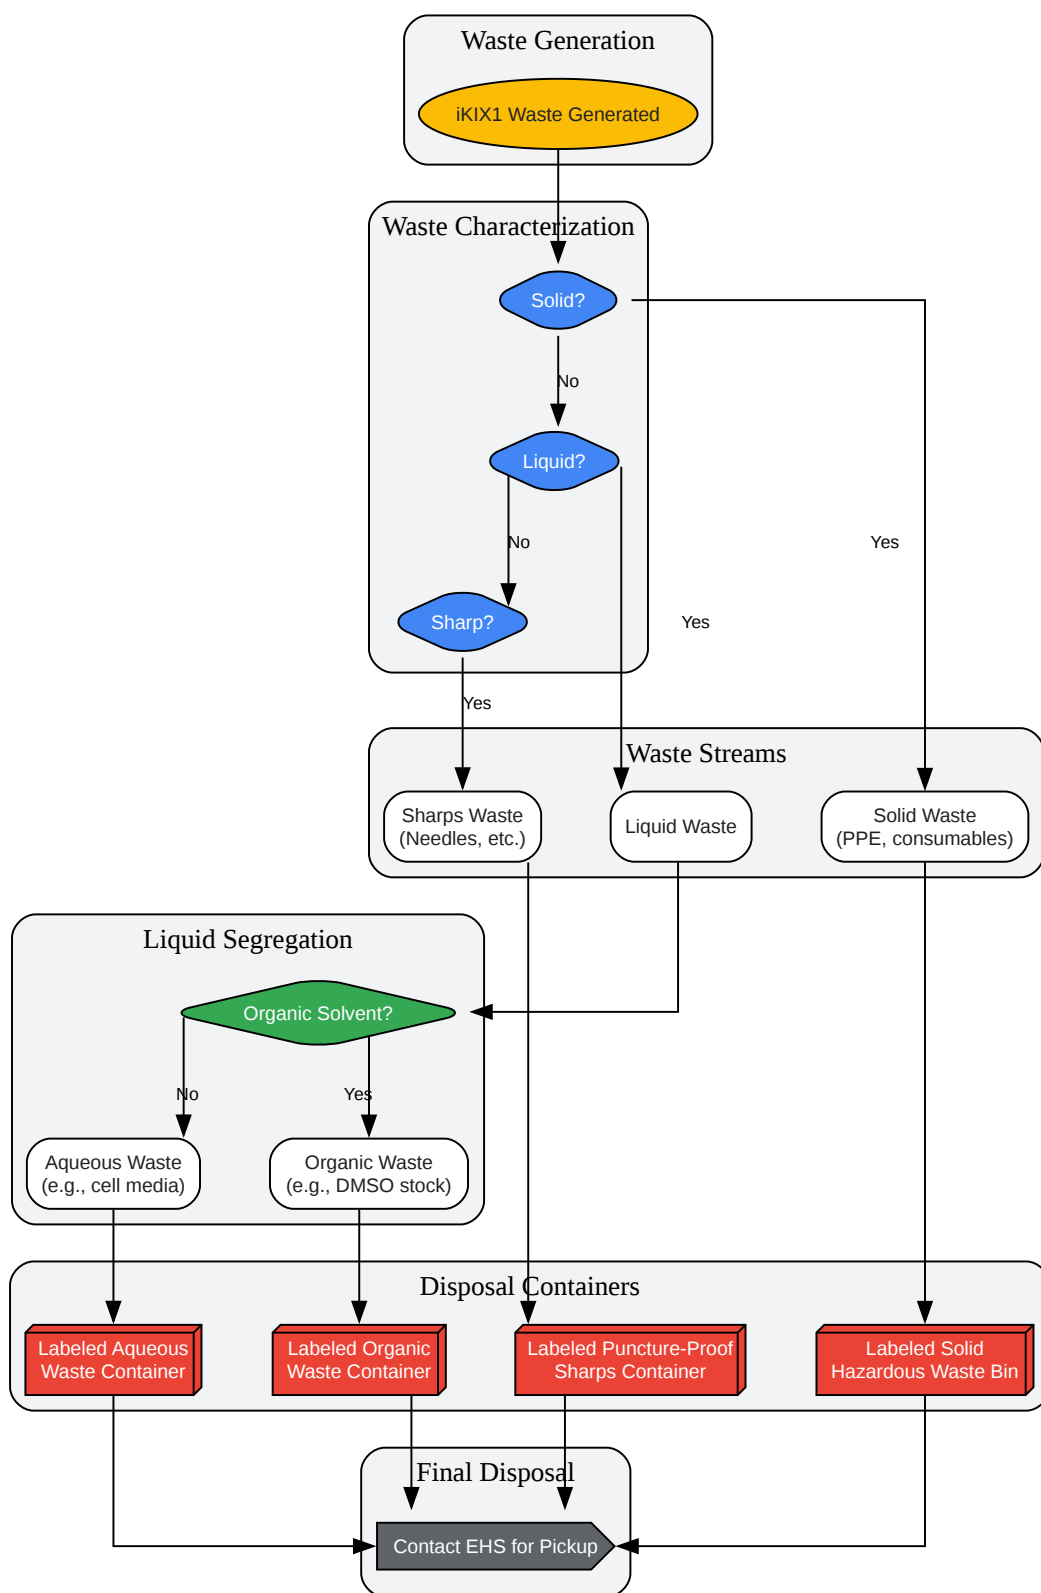 Waste Generation
iKIX1 Waste Generated
Waste Characterization
Solid?
No
Liquid?
No
Yes
Sharp?
Yes
Yes
Waste Streams
Sharps Waste
(Needles, etc.)
Liquid Waste
Solid Waste
(PPE, consumables)
Liquid Segregation
Organic Solvent?
No
Yes
Aqueous Waste
(e.g., cell media)
Organic Waste
(e.g., DMSO stock)
Disposal Containers
Labeled Aqueous
Waste Container
Labeled Organic
Waste Container
Labeled Puncture-Proof
Sharps Container
Labeled Solid
Hazardous Waste Bin
Final Disposal
Contact EHS for Pickup